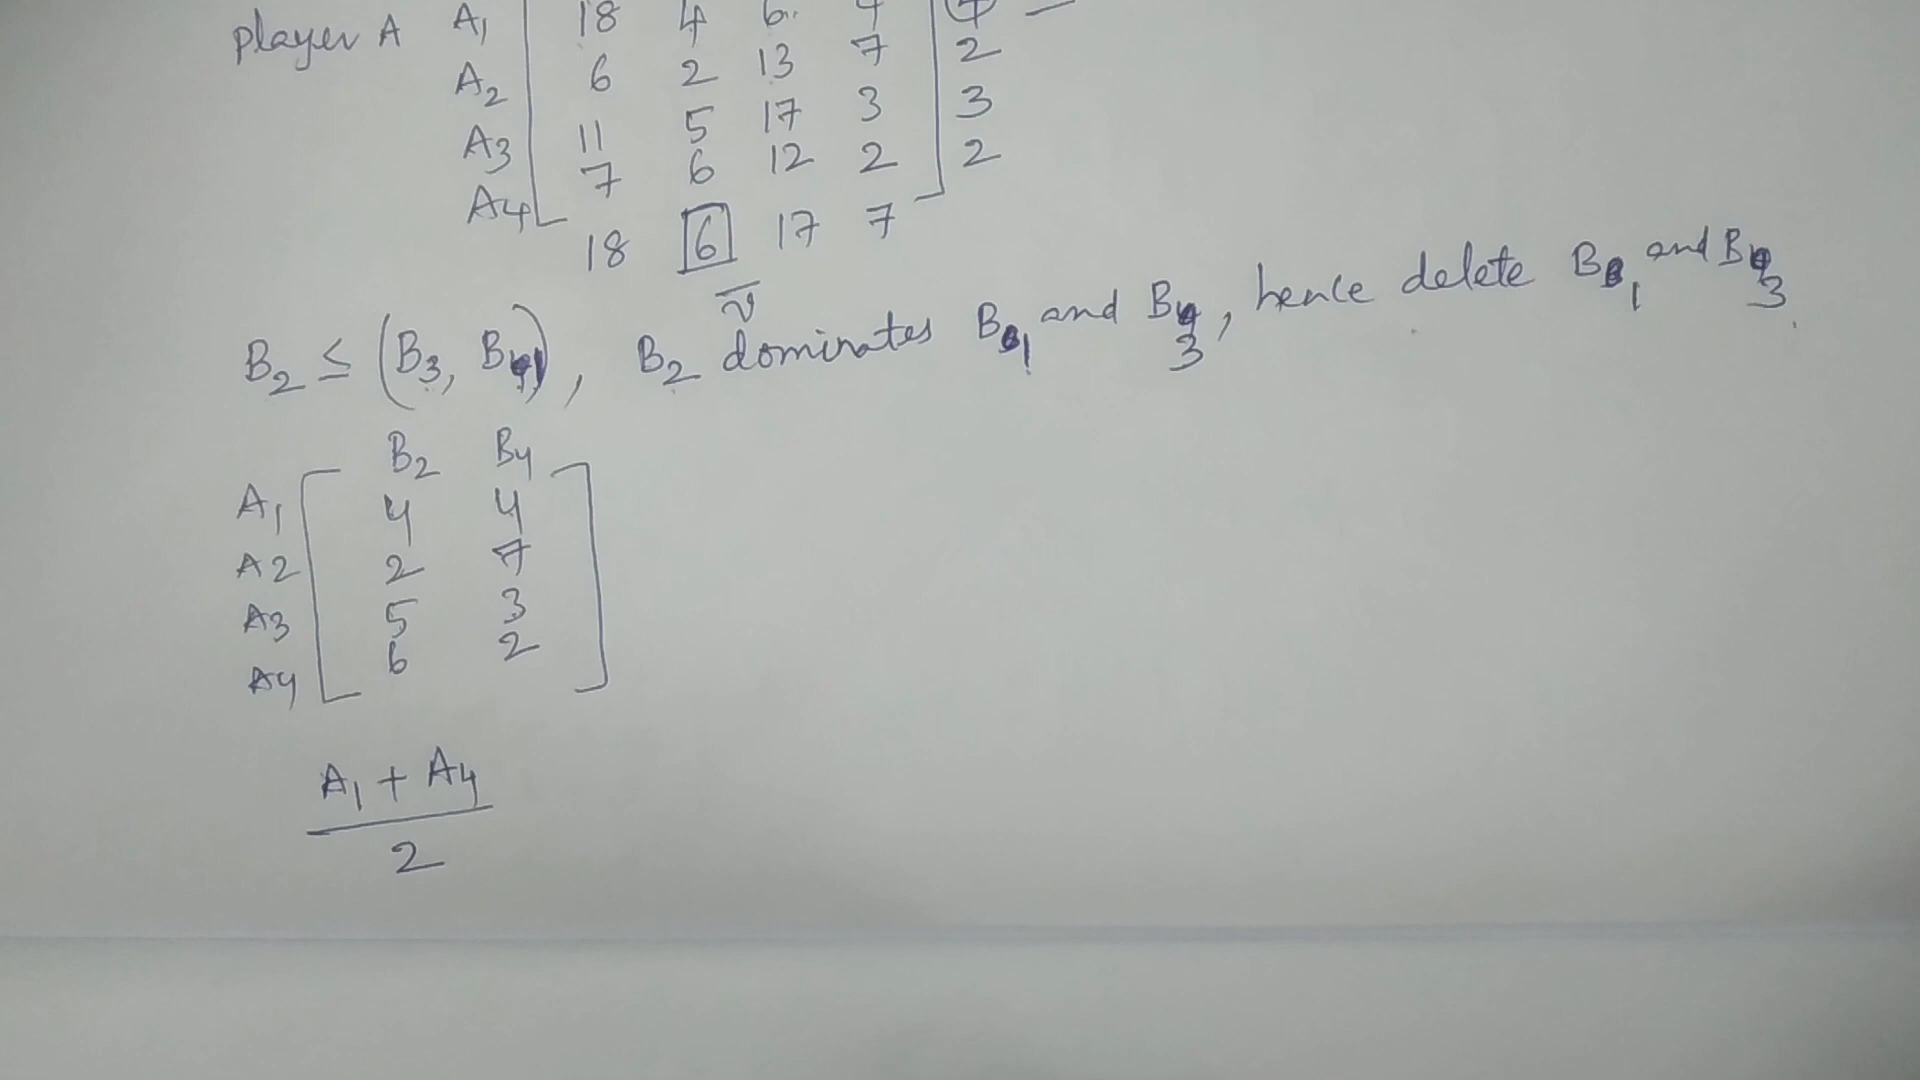 player A A1 18 4 6 4 4
A2 6 2 13 7 2
A3 11 5 17 3 3
A4 7 6 12 2 2
18 6 17 7
v
B2 ≤ (B3, B1), B2 dominates B1 and B3, hence delete B1 and B3.
B2 B4
A1 4 4
A2 2 7
A3 5 3
A4 6 2
A1 + A4
2